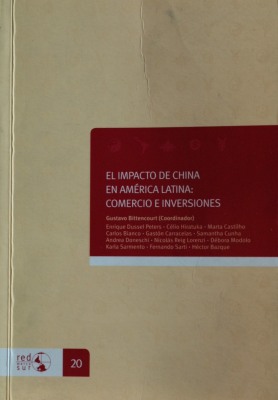 EL IMPACTO DE CHINA
EN AMÉRICA LATINA:
COMERCIO E INVERSIONES
Gustavo Bittencourt (Coordinador)
Enrique Dussel Peters - Célio Hiratuka - Marta Castilho
Carlos Bianco - Gastón Carracelas - Samantha Cunha
Andrea Doneschi - Nicolás Reig Lorenzi - Débora Modolo
Karla Sarmento - Fernando Sarti - Héctor Bazque
red
sur
20